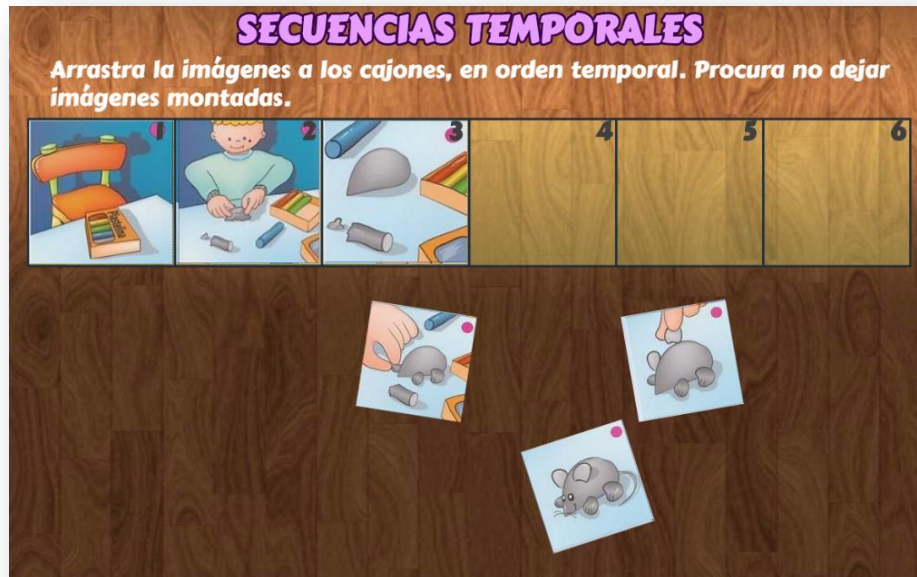 SECUENCIAS TEMPORALES
Arrastra la imágenes a los cajones, en orden temporal. Procura no dejar
imágenes montadas.
1 2 3 4 5 6
Plastilina